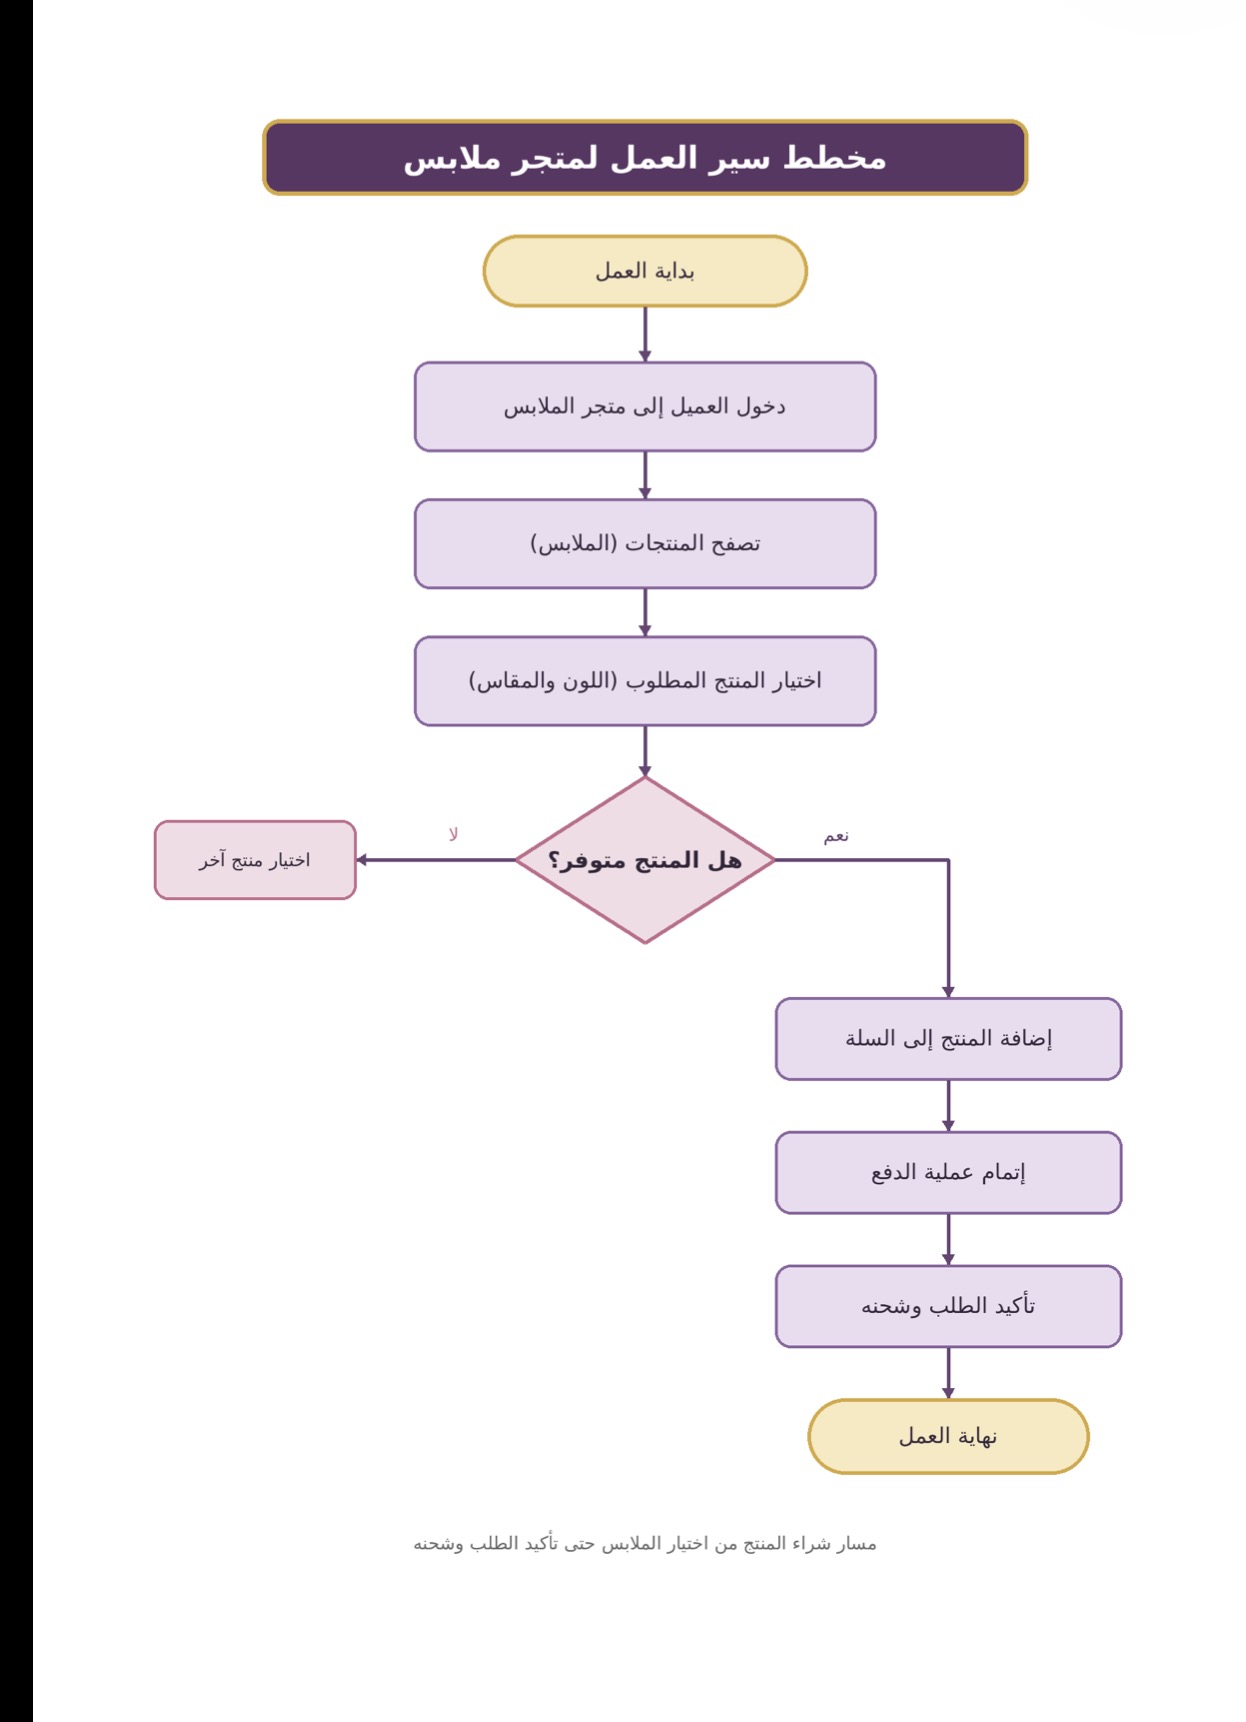 مخطط سير العمل لمتجر ملابس
بداية العمل
دخول العميل إلى متجر الملابس
تصفح المنتجات (الملابس)
اختيار المنتج المطلوب (اللون والمقاس)
هل المنتج متوفر؟
نعم
لا
اختيار منتج آخر
إضافة المنتج إلى السلة
إتمام عملية الدفع
تأكيد الطلب وشحنه
نهاية العمل
مسار شراء المنتج من اختيار الملابس حتى تأكيد الطلب وشحنه